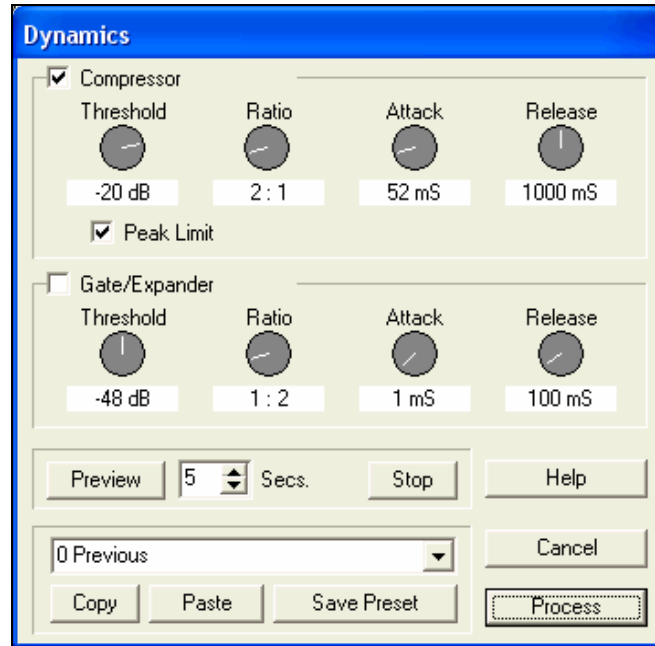 Dynamics
Compressor
Threshold Ratio Attack Release
-20 dB 2 : 1 52 mS 1000 mS
Peak Limit
Gate/Expander
Threshold Ratio Attack Release
-48 dB 1 : 2 1 mS 100 mS
Preview 5 Secs. Stop Help
0 Previous Cancel
Copy Paste Save Preset Process